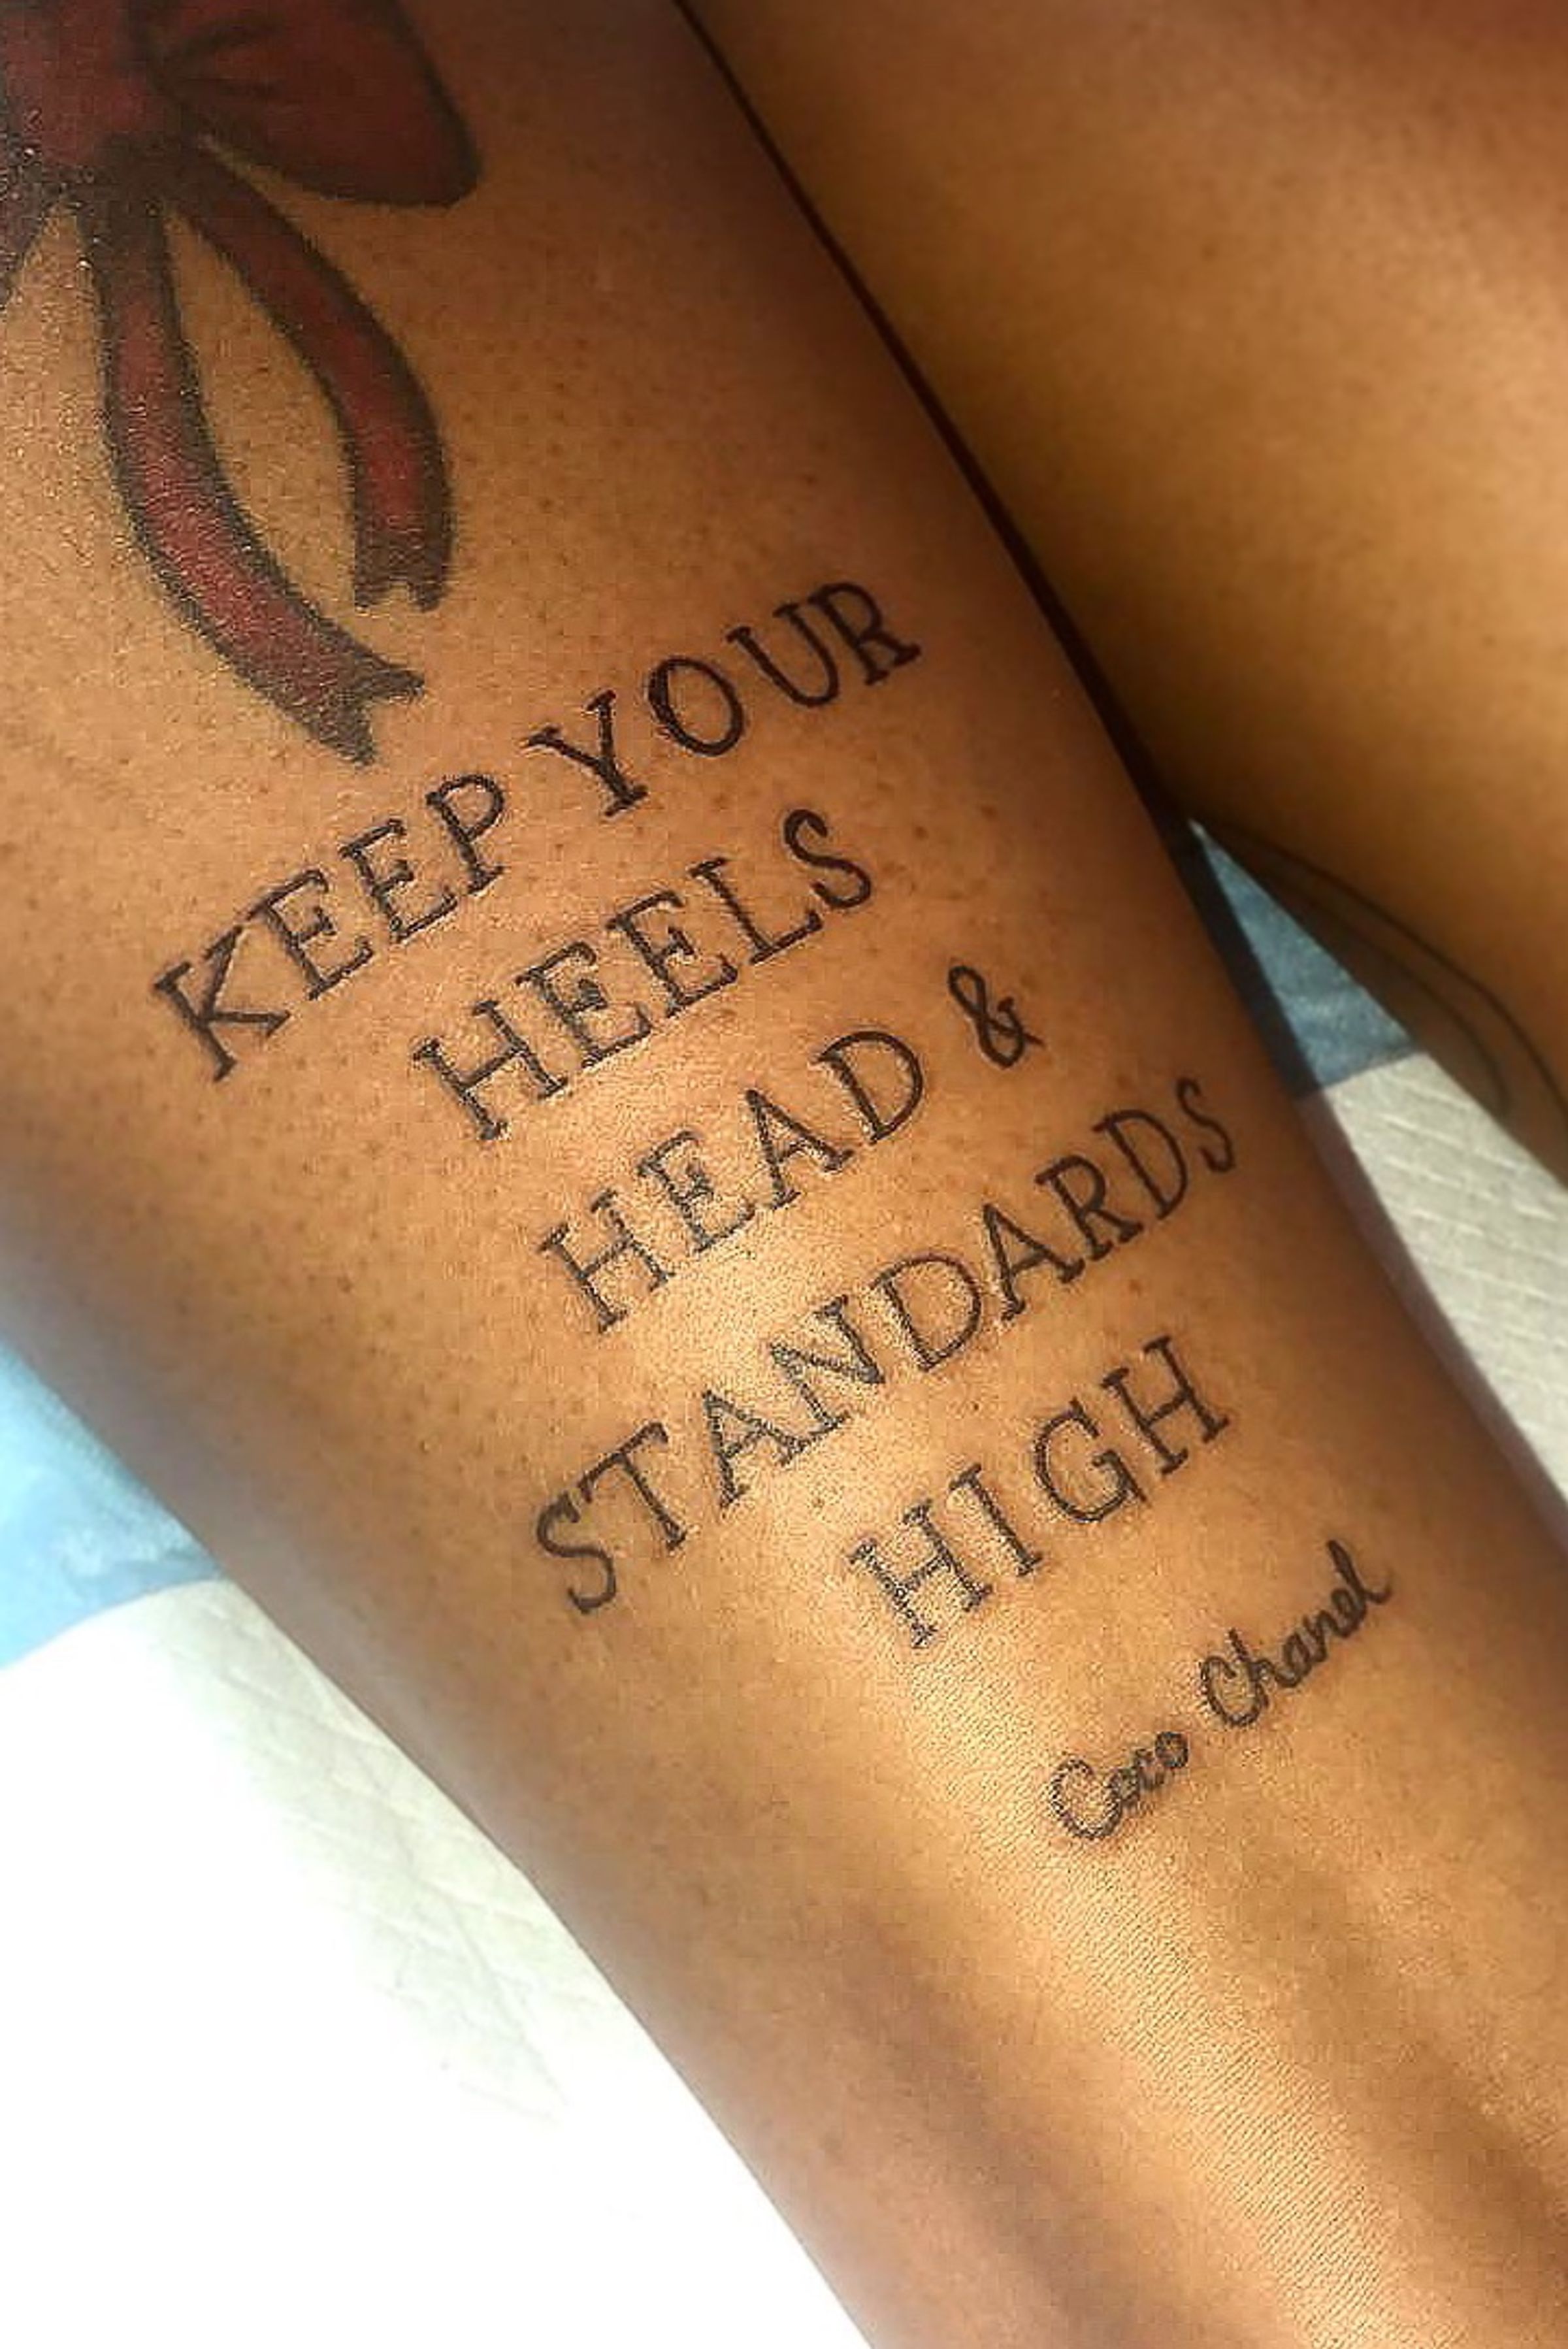 KEEP YOUR
HEELS
HEAD &
STANDARDS
HIGH
Coco Chanel